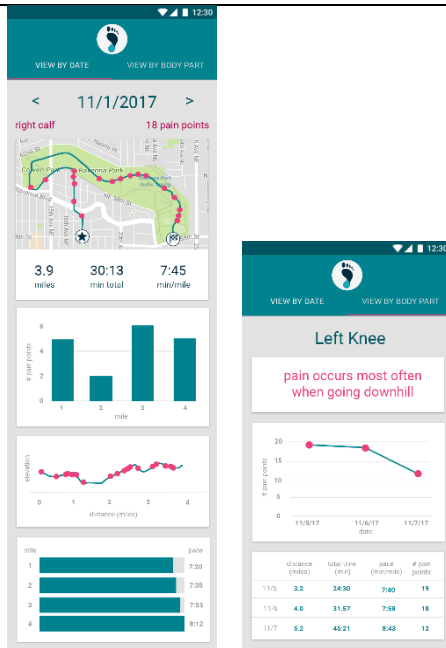 12:30
VIEW BY DATE VIEW BY BODY PART
< 11/1/2017 >
right calf 18 pain points
Cowen Park
Ravenna Park
NE 58th St
3.9 30:13 7:45
miles min total min/mile
# pain points
6
4
2
0
1 2 3 4
mile
elevation
0 1 2 3 4
distance (miles)
mile pace
1 7:20
2 7:35
3 7:53
4 8:12
12:30
VIEW BY DATE VIEW BY BODY PART
Left Knee
pain occurs most often
when going downhill
# pain points
20
15
10
5
0
11/5/17 11/6/17 11/7/17
date
distance total time pace # pain
(miles) (min) (min/mile) points
11/5 3.2 24:30 7:40 19
11/6 4.0 31.57 7:58 18
11/7 5.2 45:21 8:43 12